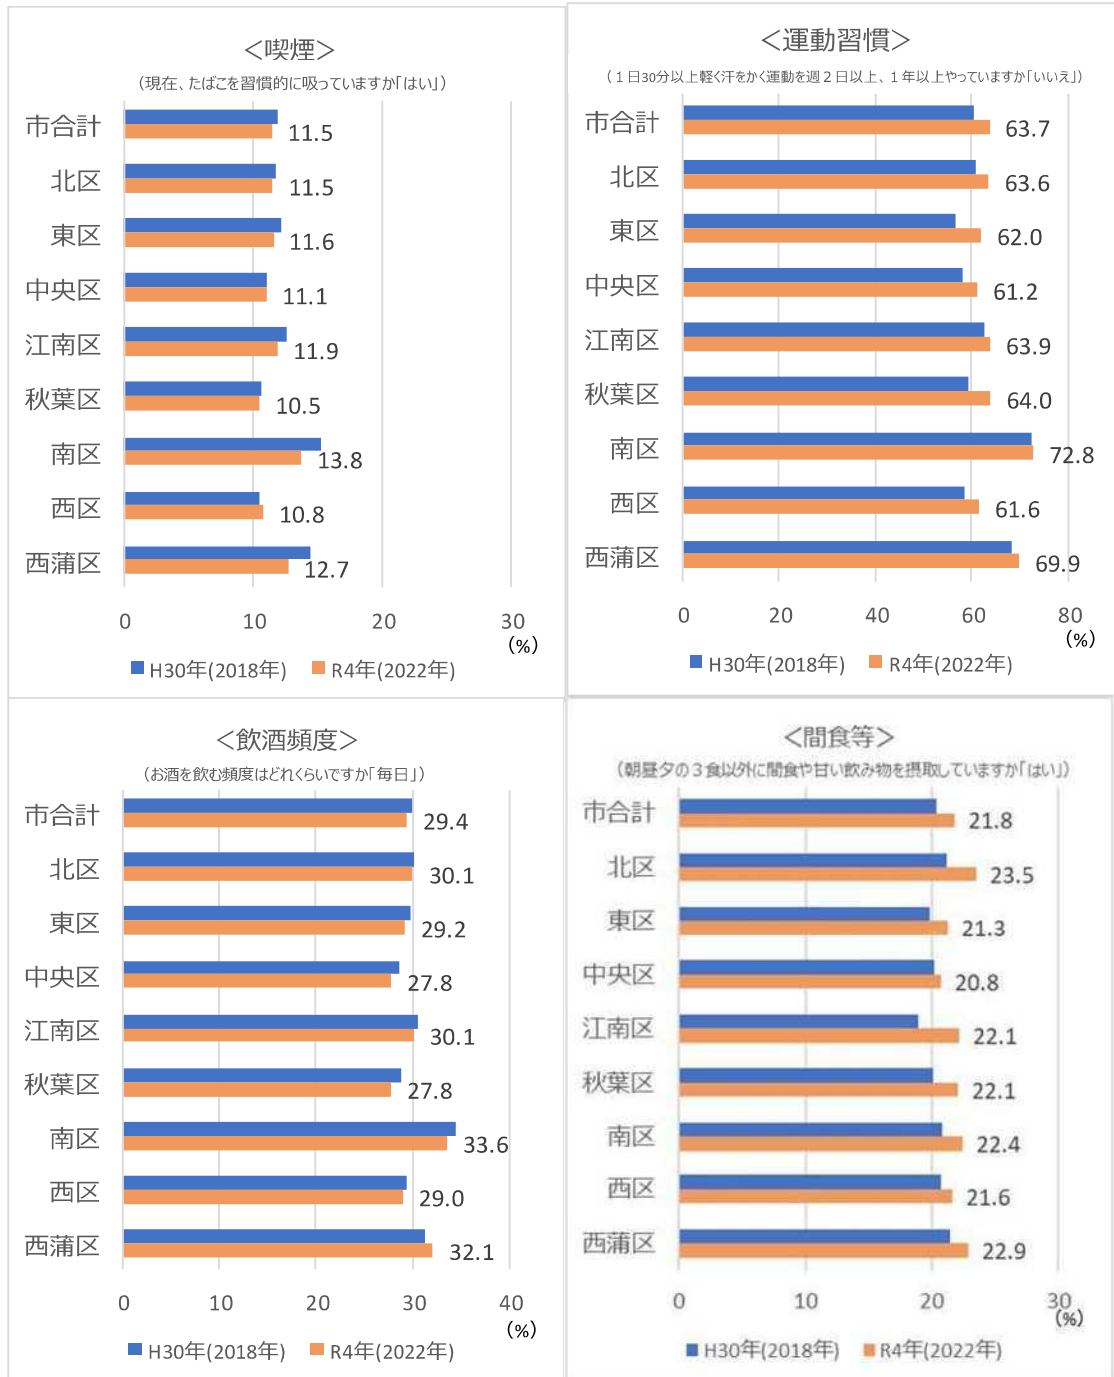 ＜喫煙＞
（現在、たばこを習慣的に吸っていますか「はい」）
市合計 11.5
北区 11.5
東区 11.6
中央区 11.1
江南区 11.9
秋葉区 10.5
南区 13.8
西区 10.8
西蒲区 12.7
0 10 20 30
(%)
H30年(2018年) R4年(2022年)
＜運動習慣＞
（１日30分以上軽く汗をかく運動を週２日以上、１年以上やっていますか「いいえ」）
市合計 63.7
北区 63.6
東区 62.0
中央区 61.2
江南区 63.9
秋葉区 64.0
南区 72.8
西区 61.6
西蒲区 69.9
0 20 40 60 80
(%)
H30年(2018年) R4年(2022年)
＜飲酒頻度＞
（お酒を飲む頻度はどれくらいですか「毎日」）
市合計 29.4
北区 30.1
東区 29.2
中央区 27.8
江南区 30.1
秋葉区 27.8
南区 33.6
西区 29.0
西蒲区 32.1
0 10 20 30 40
(%)
H30年(2018年) R4年(2022年)
＜間食等＞
（朝昼夕の３食以外に間食や甘い飲み物を摂取していますか「はい」）
市合計 21.8
北区 23.5
東区 21.3
中央区 20.8
江南区 22.1
秋葉区 22.1
南区 22.4
西区 21.6
西蒲区 22.9
0 10 20 30
(%)
H30年(2018年) R4年(2022年)